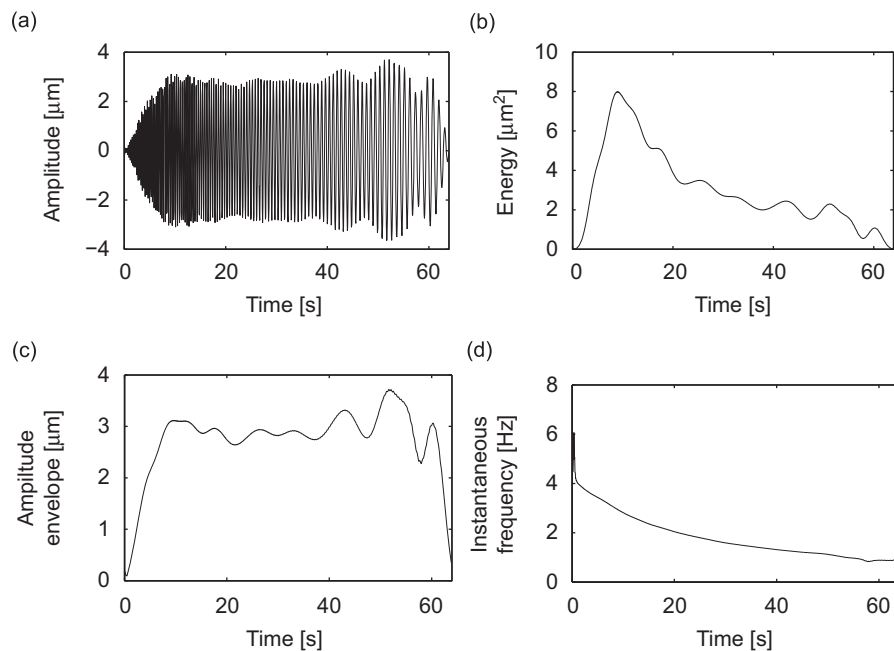 (a)
4
2
0
−2
−4
Amplitude [μm]
0
20
40
60
Time [s]
(b)
10
8
6
4
2
0
Energy [μm²]
0
20
40
60
Time [s]
(c)
4
3
2
1
0
Ampilitude
envelope [μm]
0
20
40
60
Time [s]
(d)
8
6
4
2
0
Instantaneous
frequency [Hz]
0
20
40
60
Time [s]